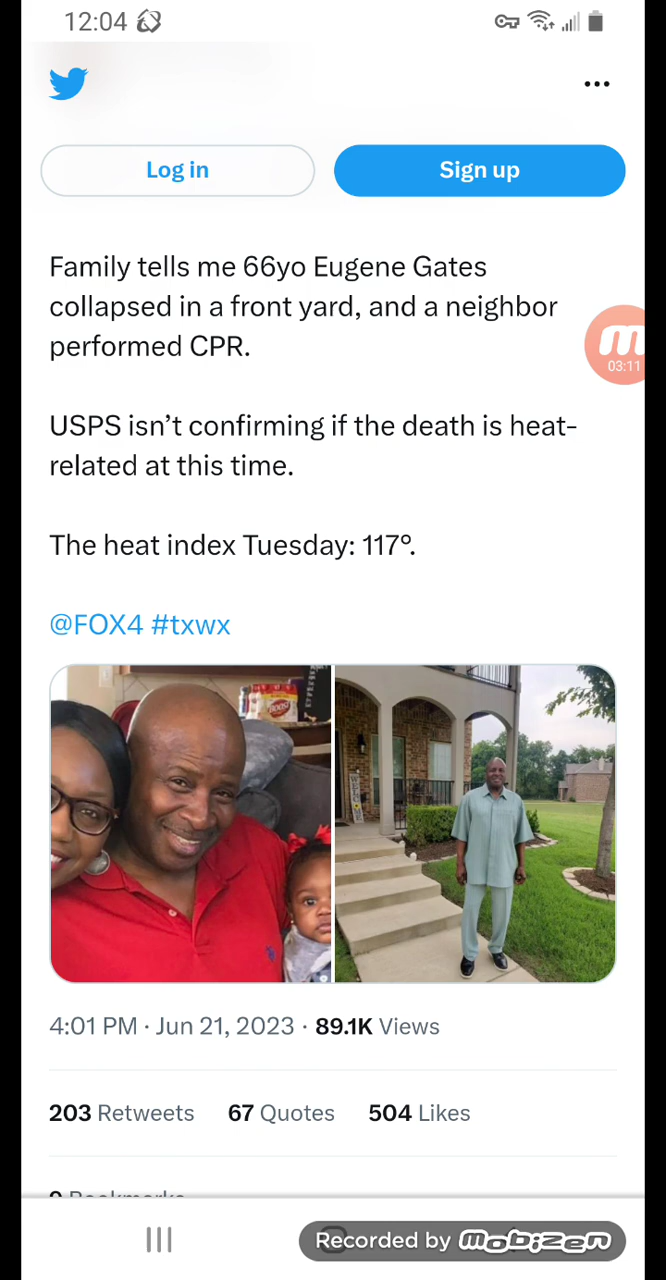 12:04
Log in
Sign up
Family tells me 66yo Eugene Gates
collapsed in a front yard, and a neighbor
performed CPR.
03:11
USPS isn’t confirming if the death is heat-
related at this time.
The heat index Tuesday: 117°.
@FOX4 #txwx
BOOST
4:01 PM · Jun 21, 2023 · 89.1K Views
203 Retweets 67 Quotes 504 Likes
9 Bookmarks
Recorded by mobizen